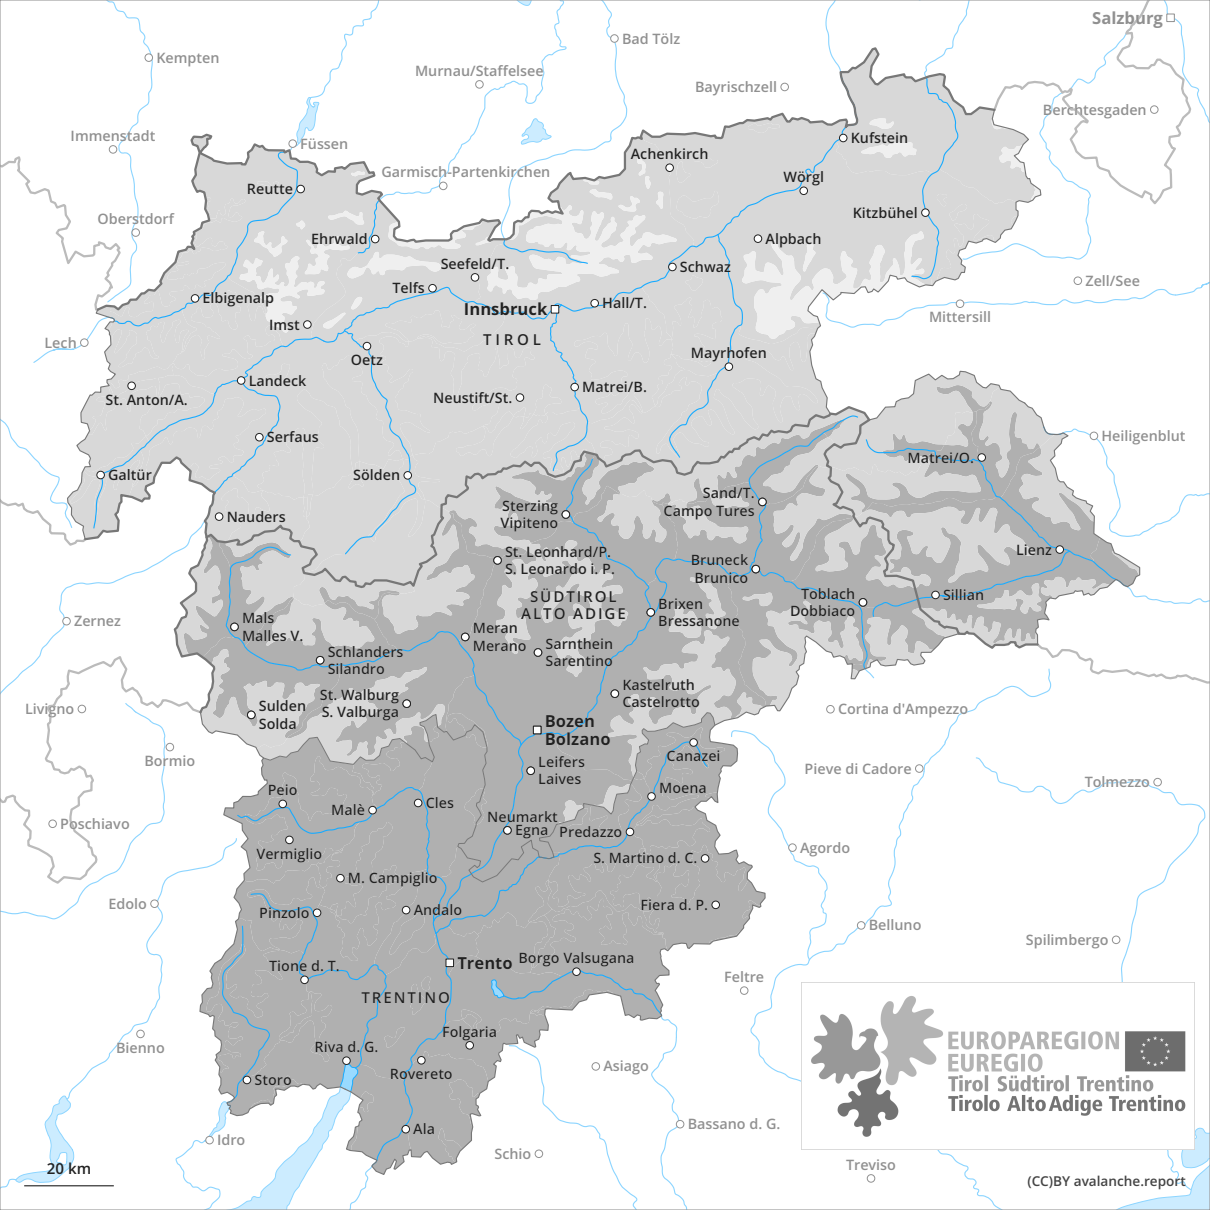 Salzburg
Bad Tölz
Kempten
Murnau/Staffelsee
Bayrischzell
Berchtesgaden
Immenstadt
Füssen
Kufstein
Achenkirch
Garmisch-Partenkirchen
Wörgl
Reutte
Oberstdorf
Kitzbühel
Ehrwald
Alpbach
Seefeld/T.
Schwaz
Zell/See
Telfs
Elbigenalp
Hall/T.
Innsbruck
Mittersill
Imst
TIROL
Lech
Mayrhofen
Oetz
Landeck
Matrei/B.
St. Anton/A.
Neustift/St.
Serfaus
Heiligenblut
Matrei/O.
Galtür
Sölden
Sand/T.
Campo Tures
Sterzing
Vipiteno
Nauders
St. Leonhard/P.
S. Leonardo i. P.
Lienz
Bruneck
Brunico
SÜDTIROL
ALTO ADIGE
Toblach
Dobbiaco
Sillian
Brixen
Bressanone
Zernez
Mals
Malles V.
Meran
Merano
Sarnthein
Sarentino
Schlanders
Silandro
Kastelruth
Castelrotto
St. Walburg
S. Valburga
Sulden
Solda
Livigno
Cortina d'Ampezzo
Bozen
Bolzano
Canazei
Bormio
Leifers
Laives
Pieve di Cadore
Tolmezzo
Peio
Moena
Malè
Cles
Neumarkt
Egna
Predazzo
Poschiavo
Agordo
Vermiglio
S. Martino d. C.
M. Campiglio
Edolo
Pinzolo
Andalo
Fiera d. P.
Belluno
Spilimbergo
Trento
Borgo Valsugana
Tione d. T.
Feltre
TRENTINO
Folgaria
Bienno
Riva d. G.
EUROPAREGION
EUREGIO
Tirol Südtirol Trentino
Tirolo Alto Adige Trentino
Asiago
Rovereto
Storo
Ala
Bassano d. G.
Idro
Schio
Treviso
20 km
(CC)BY avalanche.report